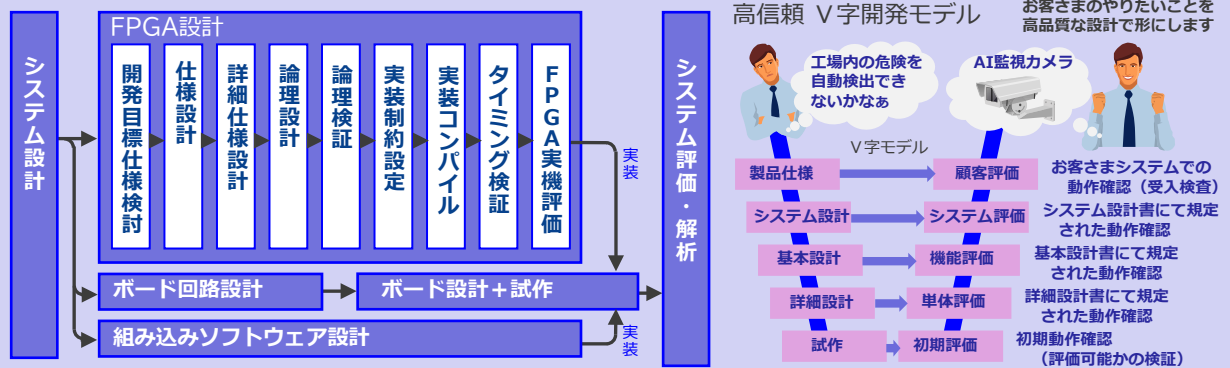 システム設計
FPGA設計
開発目標仕様検討
仕様設計
詳細仕様設計
論理設計
論理検証
実装制約設定
実装コンパイル
タイミング検証
FPGA実機評価
実装
ボード回路設計
ボード設計+試作
組み込みソフトウェア設計
実装
システム評価・解析
高信頼 V字開発モデル
お客さまのやりたいことを
高品質な設計で形にします
工場内の危険を
自動検出でき
ないかなぁ
AI監視カメラ
V字モデル
製品仕様
顧客評価
お客さまシステムでの
動作確認(受入検査)
システム設計
システム評価
システム設計書にて規定
された動作確認
基本設計
機能評価
基本設計書にて規定
された動作確認
詳細設計
単体評価
詳細設計書にて規定
された動作確認
試作
初期評価
初期動作確認
(評価可能かの検証)